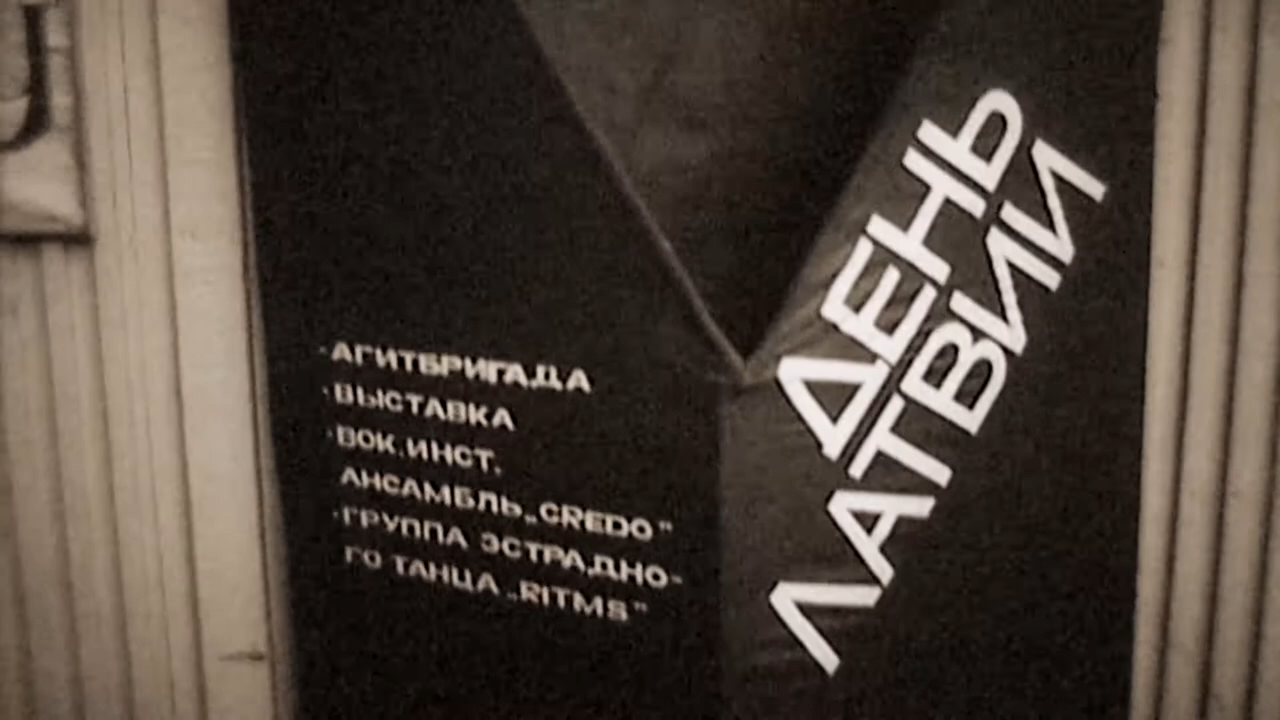 ДЕНЬ
ЛАТВИИ
·АГИТБРИГАДА
·ВЫСТАВКА
·ВОК.ИНСТ.
АНСАМБЛЬ „CREDO”
·ГРУППА ЭСТРАДНО-
ГО ТАНЦА „RITMS”